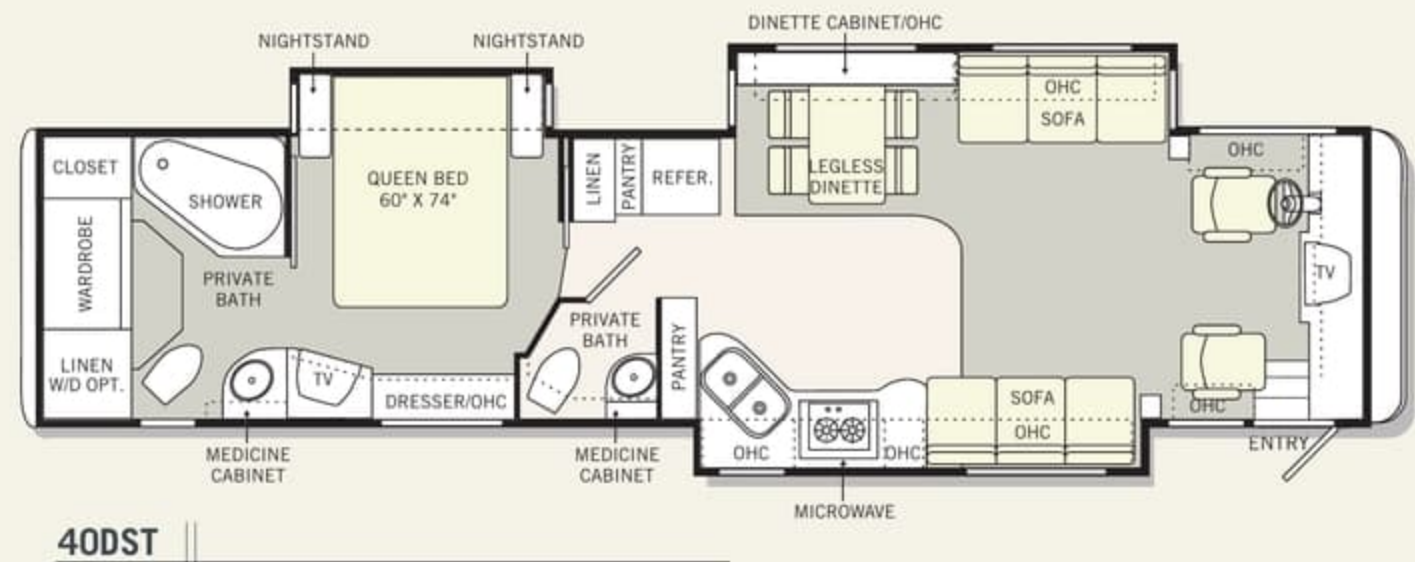 DINETTE CABINET/OHC
NIGHTSTAND
NIGHTSTAND
OHC
SOFA
CLOSET
SHOWER
QUEEN BED
60" X 74"
LINEN
PANTRY
REFER.
LEGLESS
DINETTE
OHC
WARDROBE
PRIVATE
BATH
TV
PRIVATE
BATH
PANTRY
LINEN
W/D OPT.
TV
DRESSER/OHC
SOFA
OHC
OHC
OHC
OHC
ENTRY
MEDICINE
CABINET
MEDICINE
CABINET
MICROWAVE
40DST